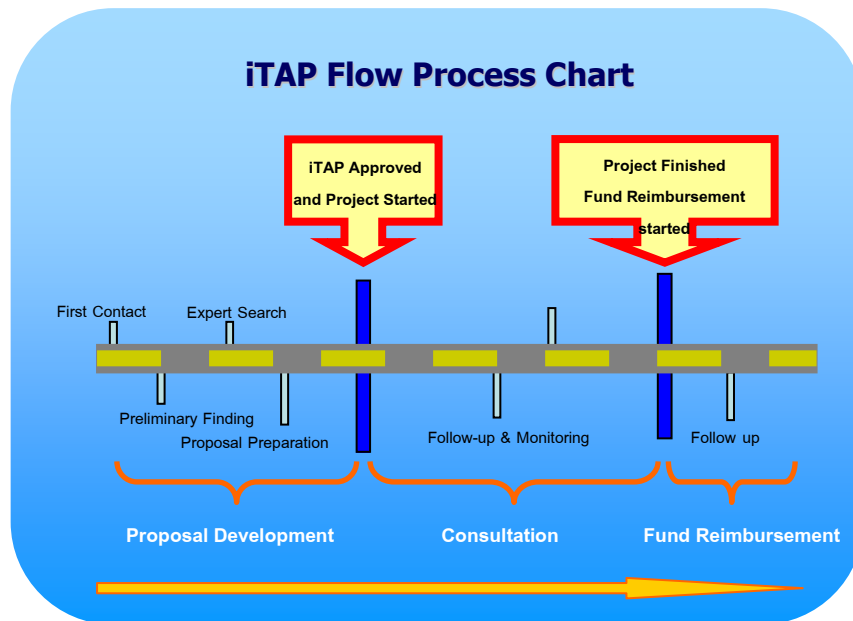 iTAP Flow Process Chart
iTAP Approved
and Project Started
Project Finished
Fund Reimbursement
started
First Contact
Expert Search
Preliminary Finding
Proposal Preparation
Follow-up & Monitoring
Follow up
Proposal Development
Consultation
Fund Reimbursement